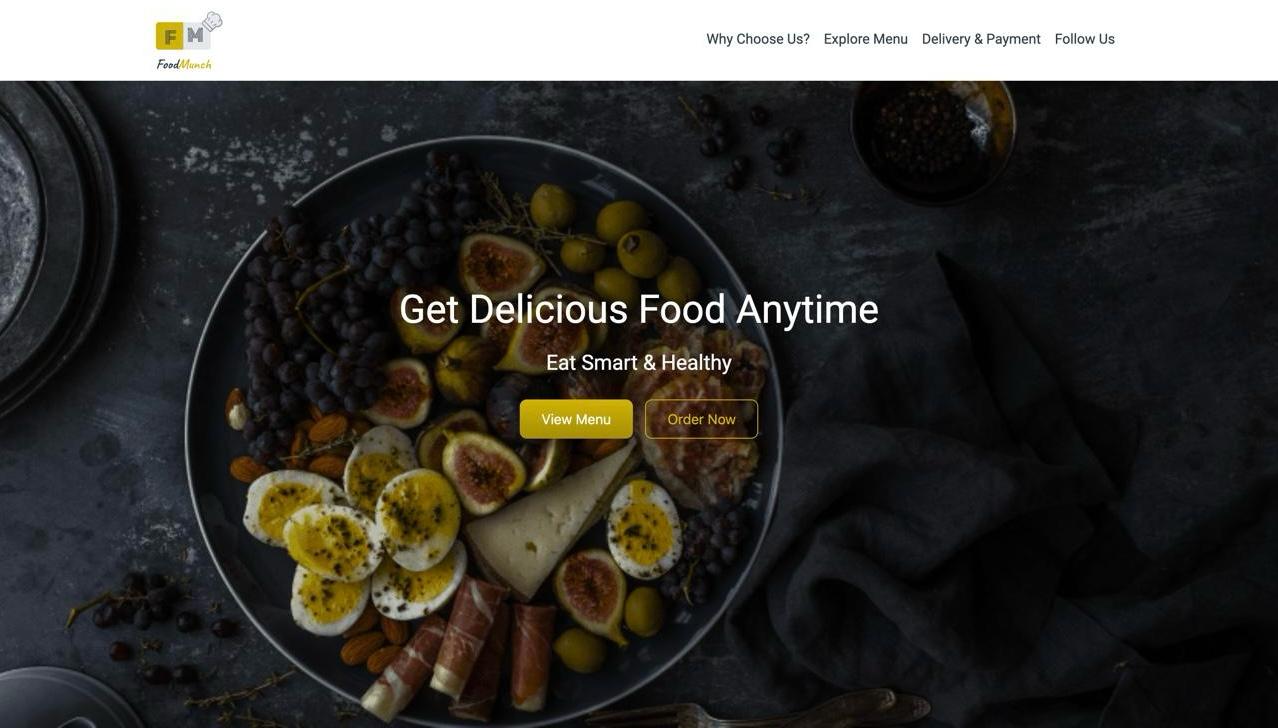 F M
FoodMunch
Why Choose Us? Explore Menu Delivery & Payment Follow Us
Get Delicious Food Anytime
Eat Smart & Healthy
View Menu Order Now